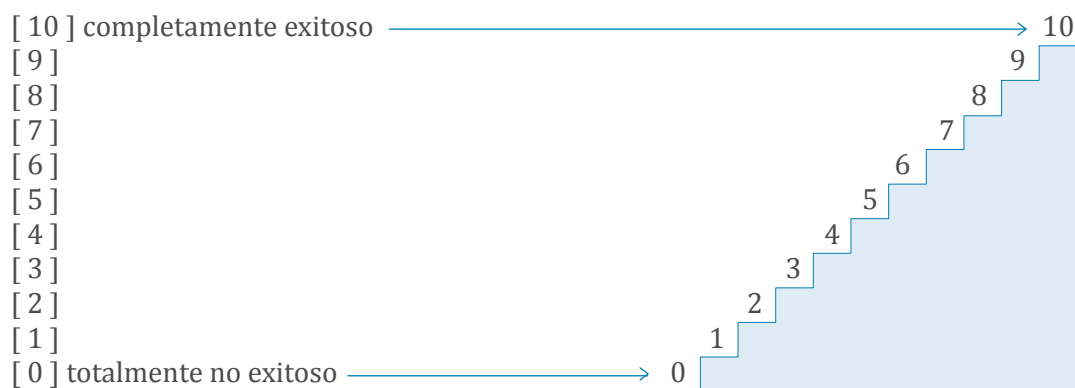 [ 10 ] completamente exitoso 10
[ 9 ] 9
[ 8 ] 8
[ 7 ] 7
[ 6 ] 6
[ 5 ] 5
[ 4 ] 4
[ 3 ] 3
[ 2 ] 2
[ 1 ] 1
[ 0 ] totalmente no exitoso 0